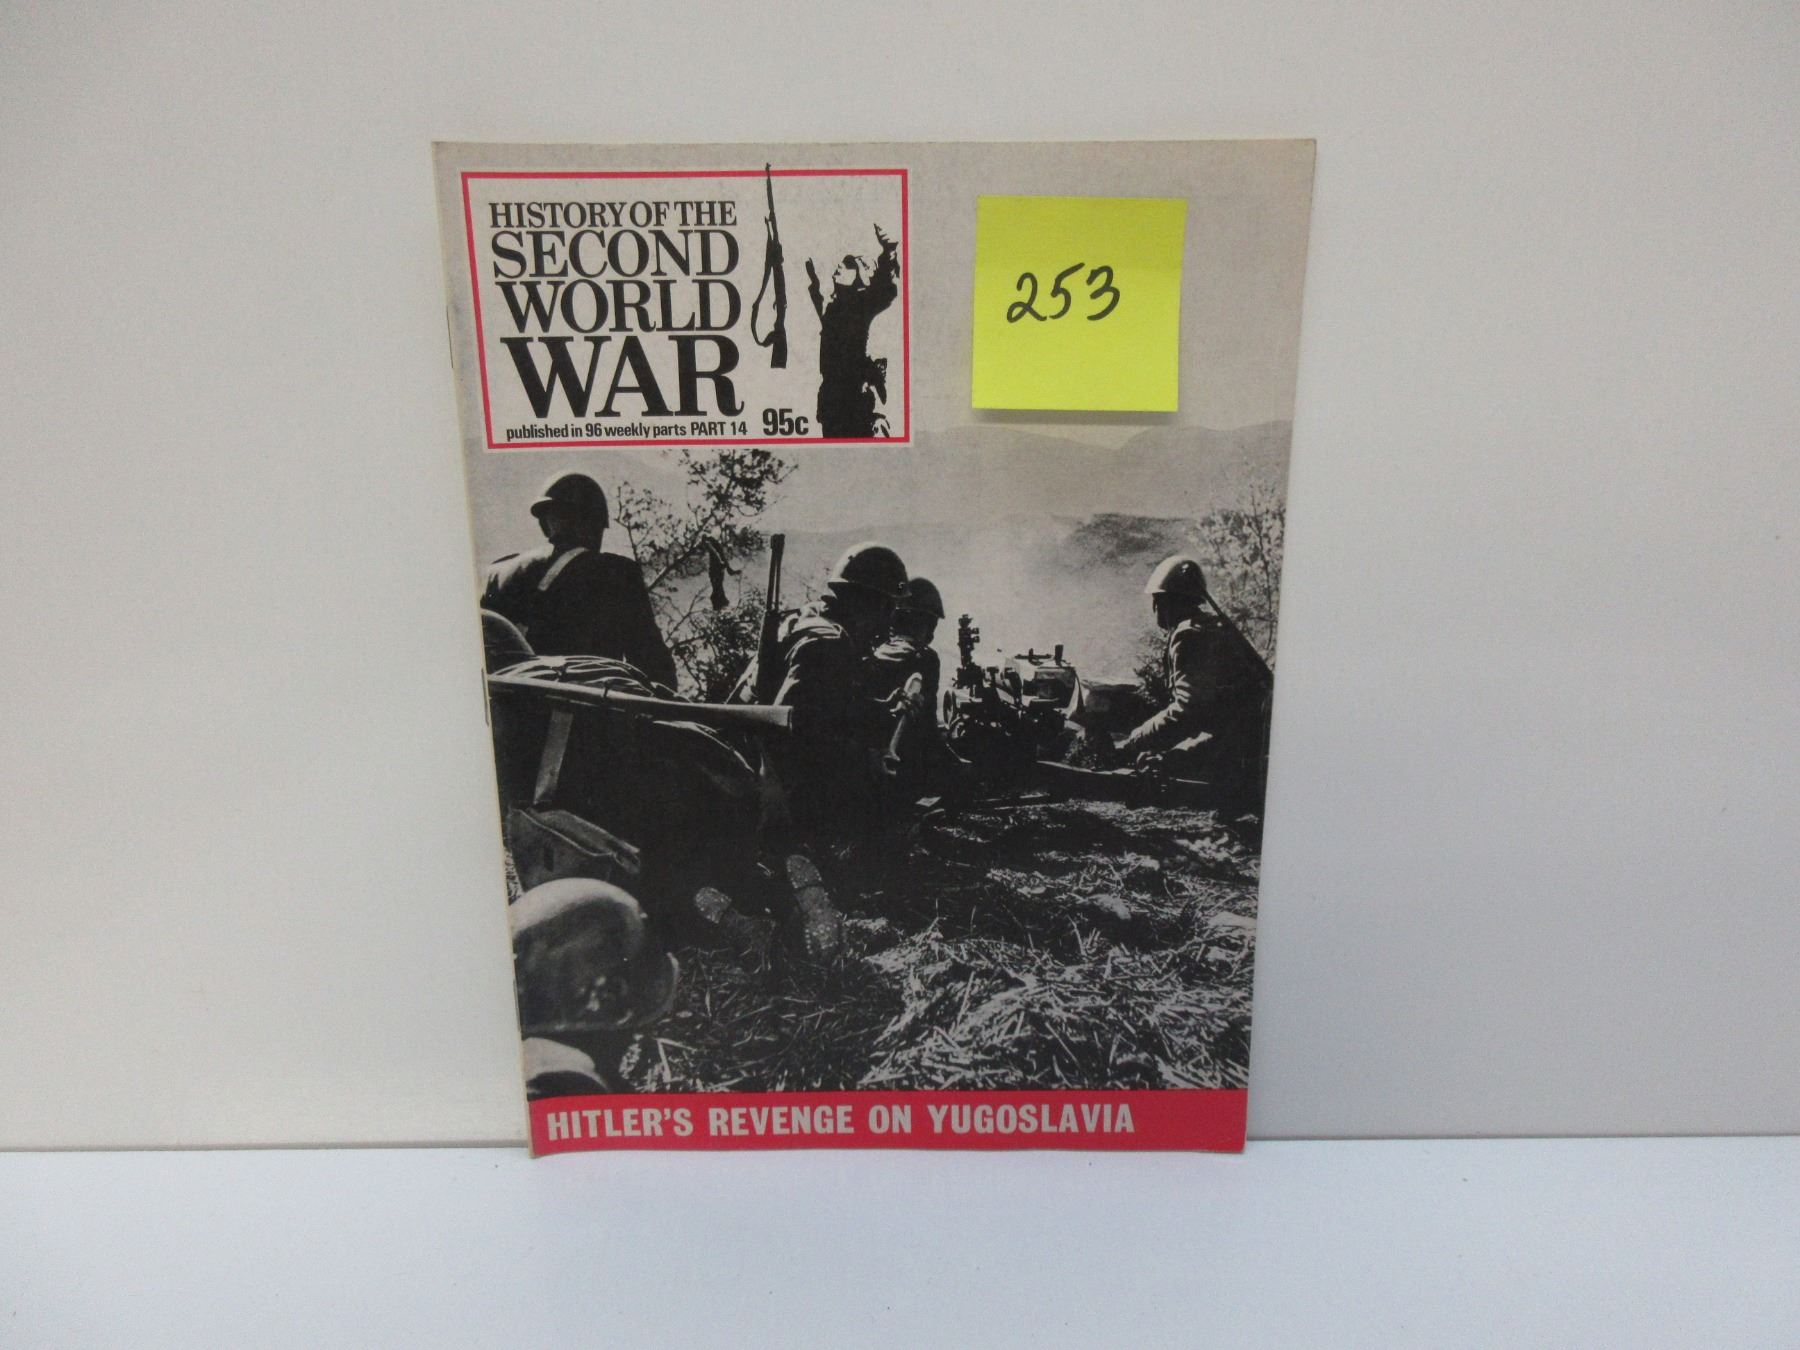 HISTORY OF THE
SECOND
WORLD
WAR
published in 96 weekly parts PART 14 95c
253
HITLER'S REVENGE ON YUGOSLAVIA